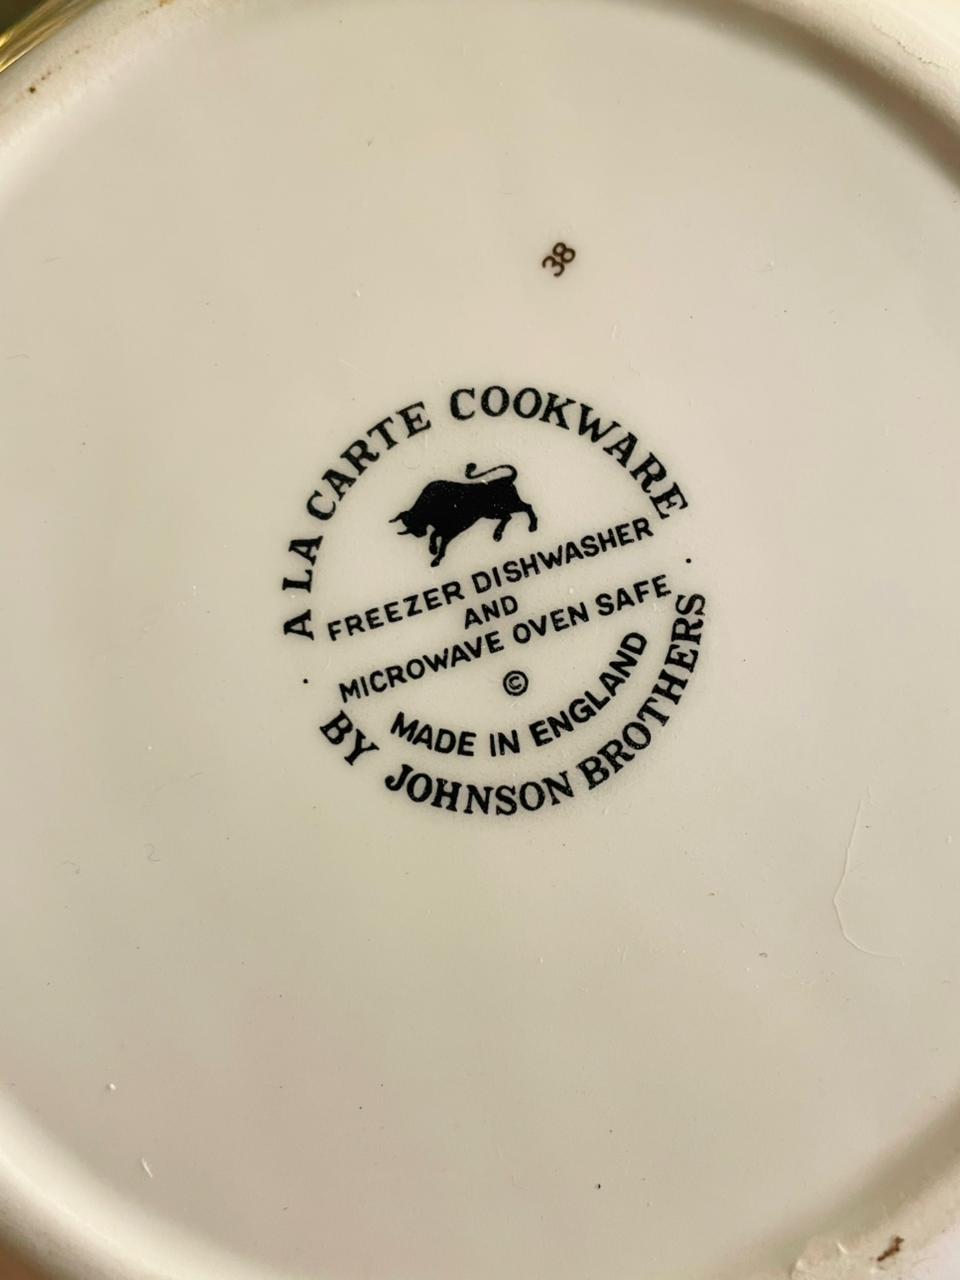 38
A LA CARTE COOKWARE
FREEZER DISHWASHER
AND
MICROWAVE OVEN SAFE
©
MADE IN ENGLAND
BY JOHNSON BROTHERS